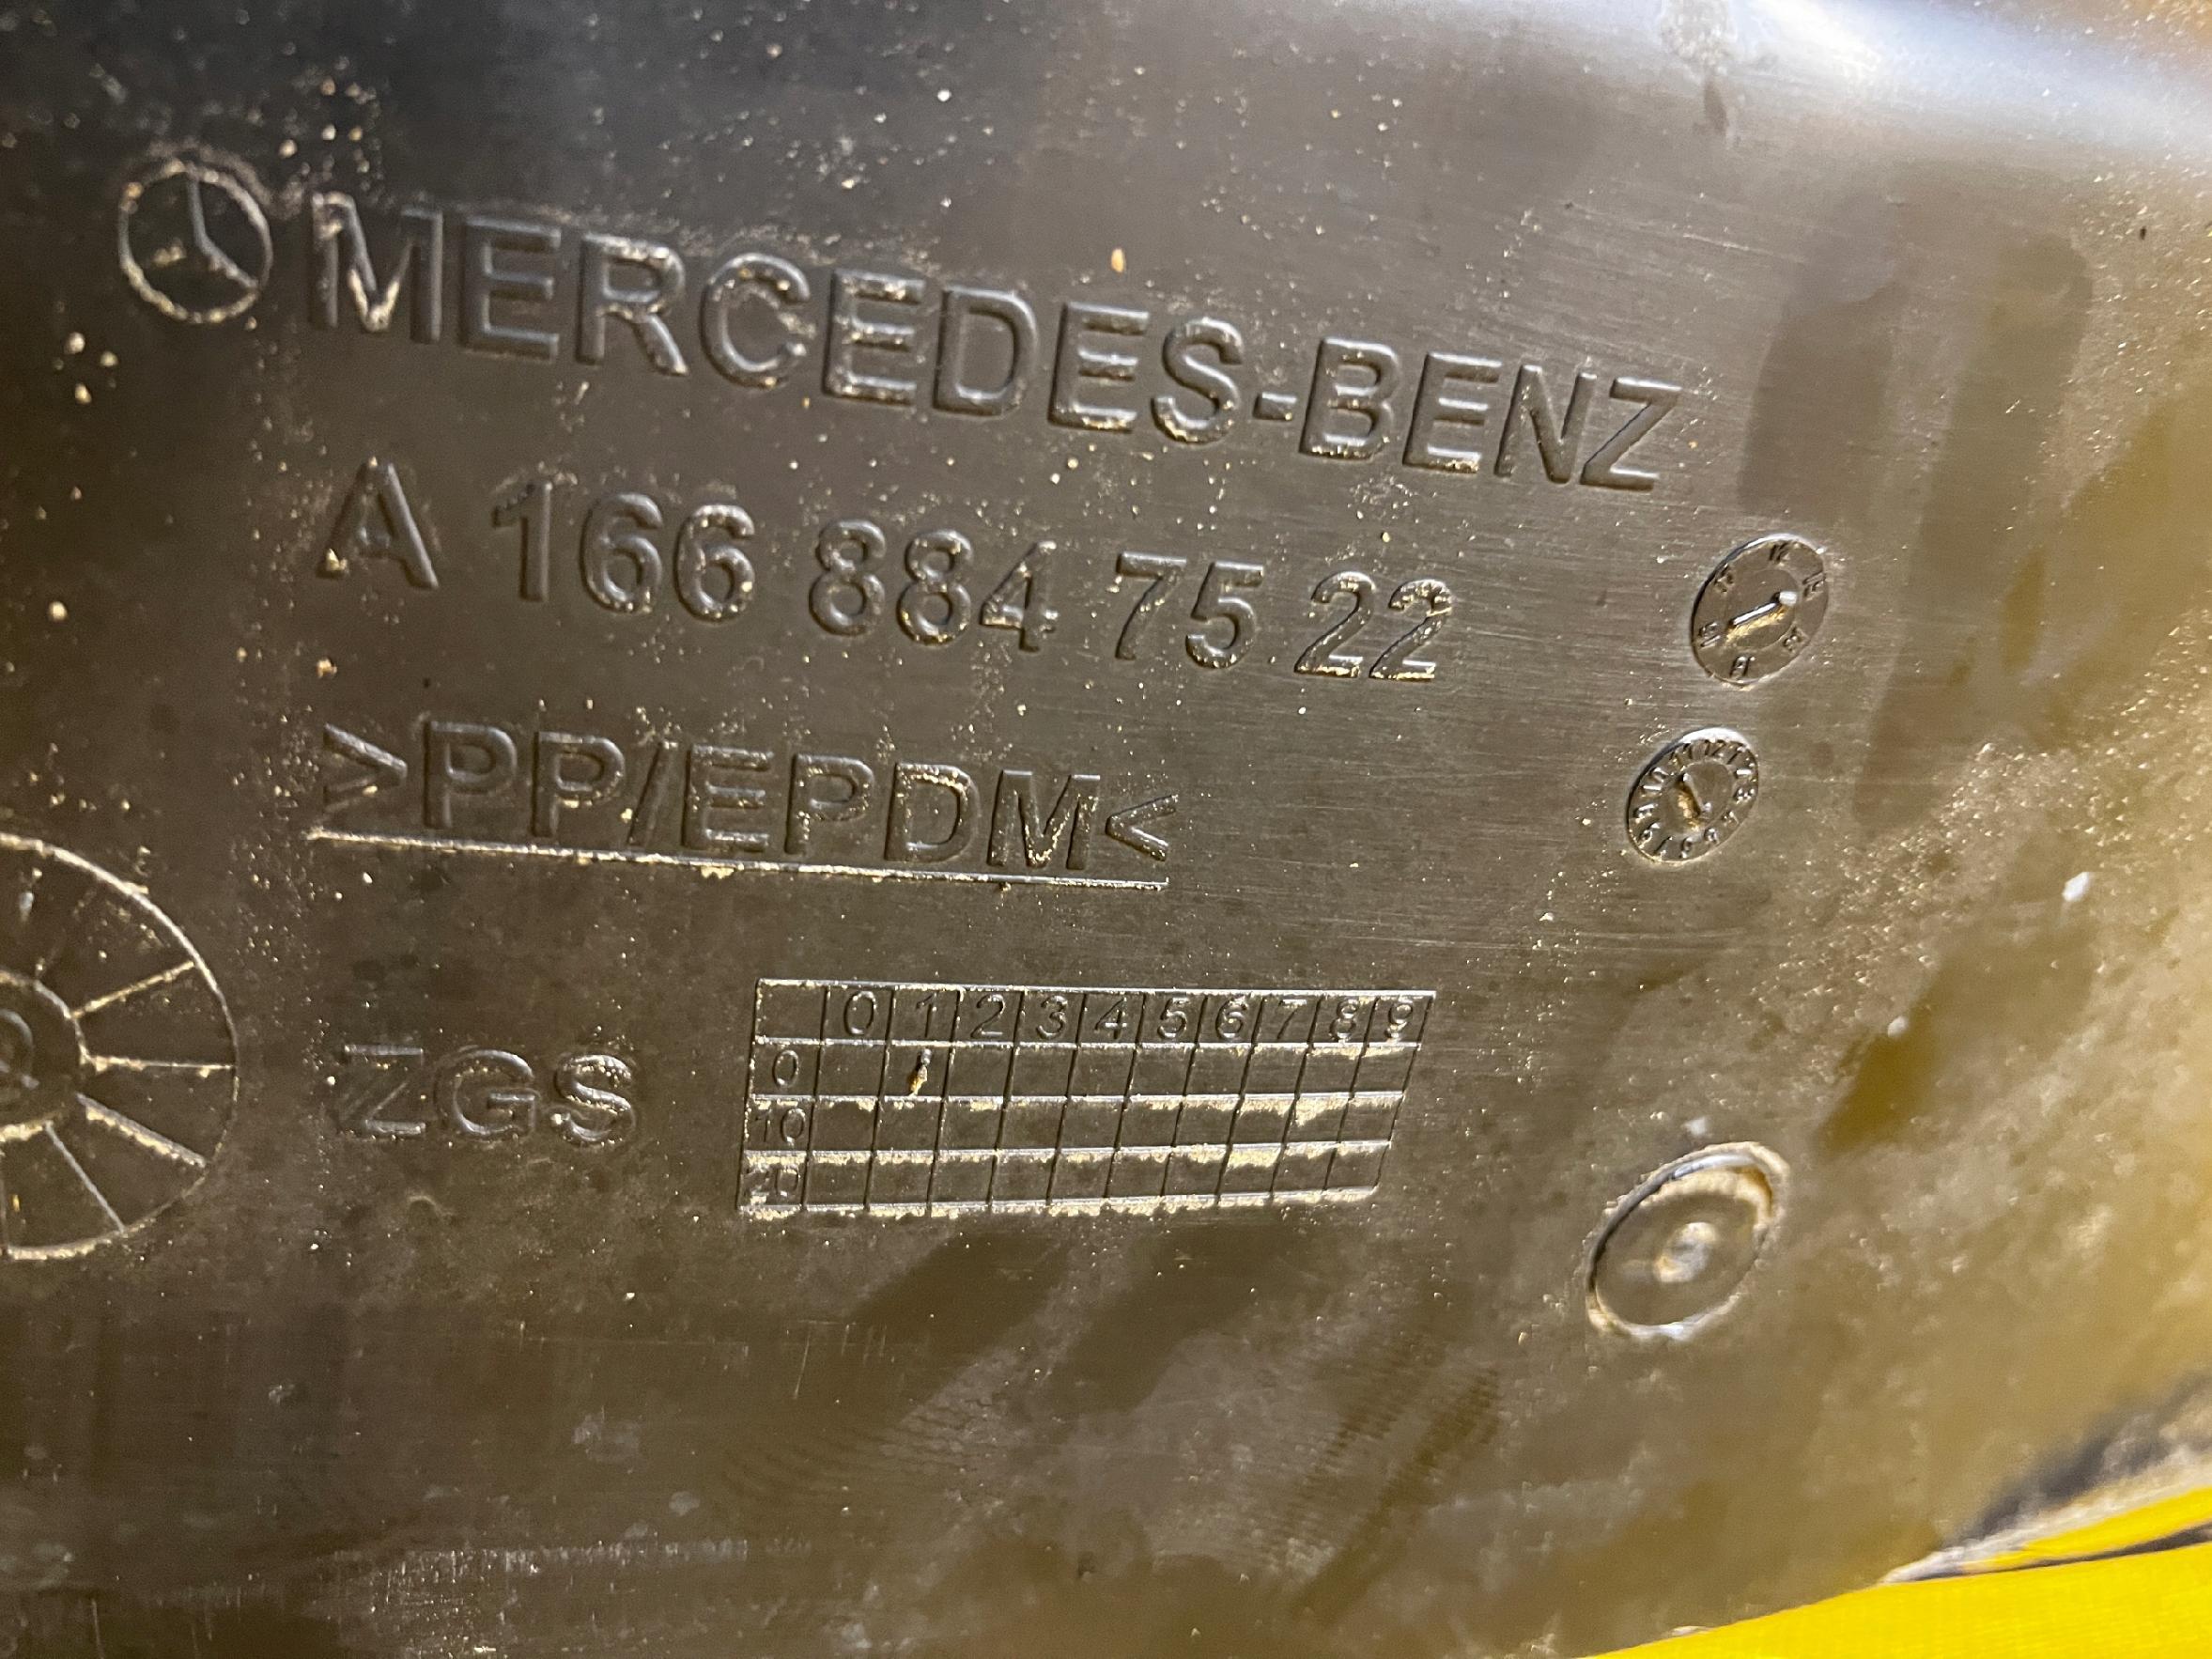 MERCEDES-BENZ
A 166 884 75 22
>PP/EPDM<
ZGS
0 1 2 3 4 5 6 7 8 9
0
10
20